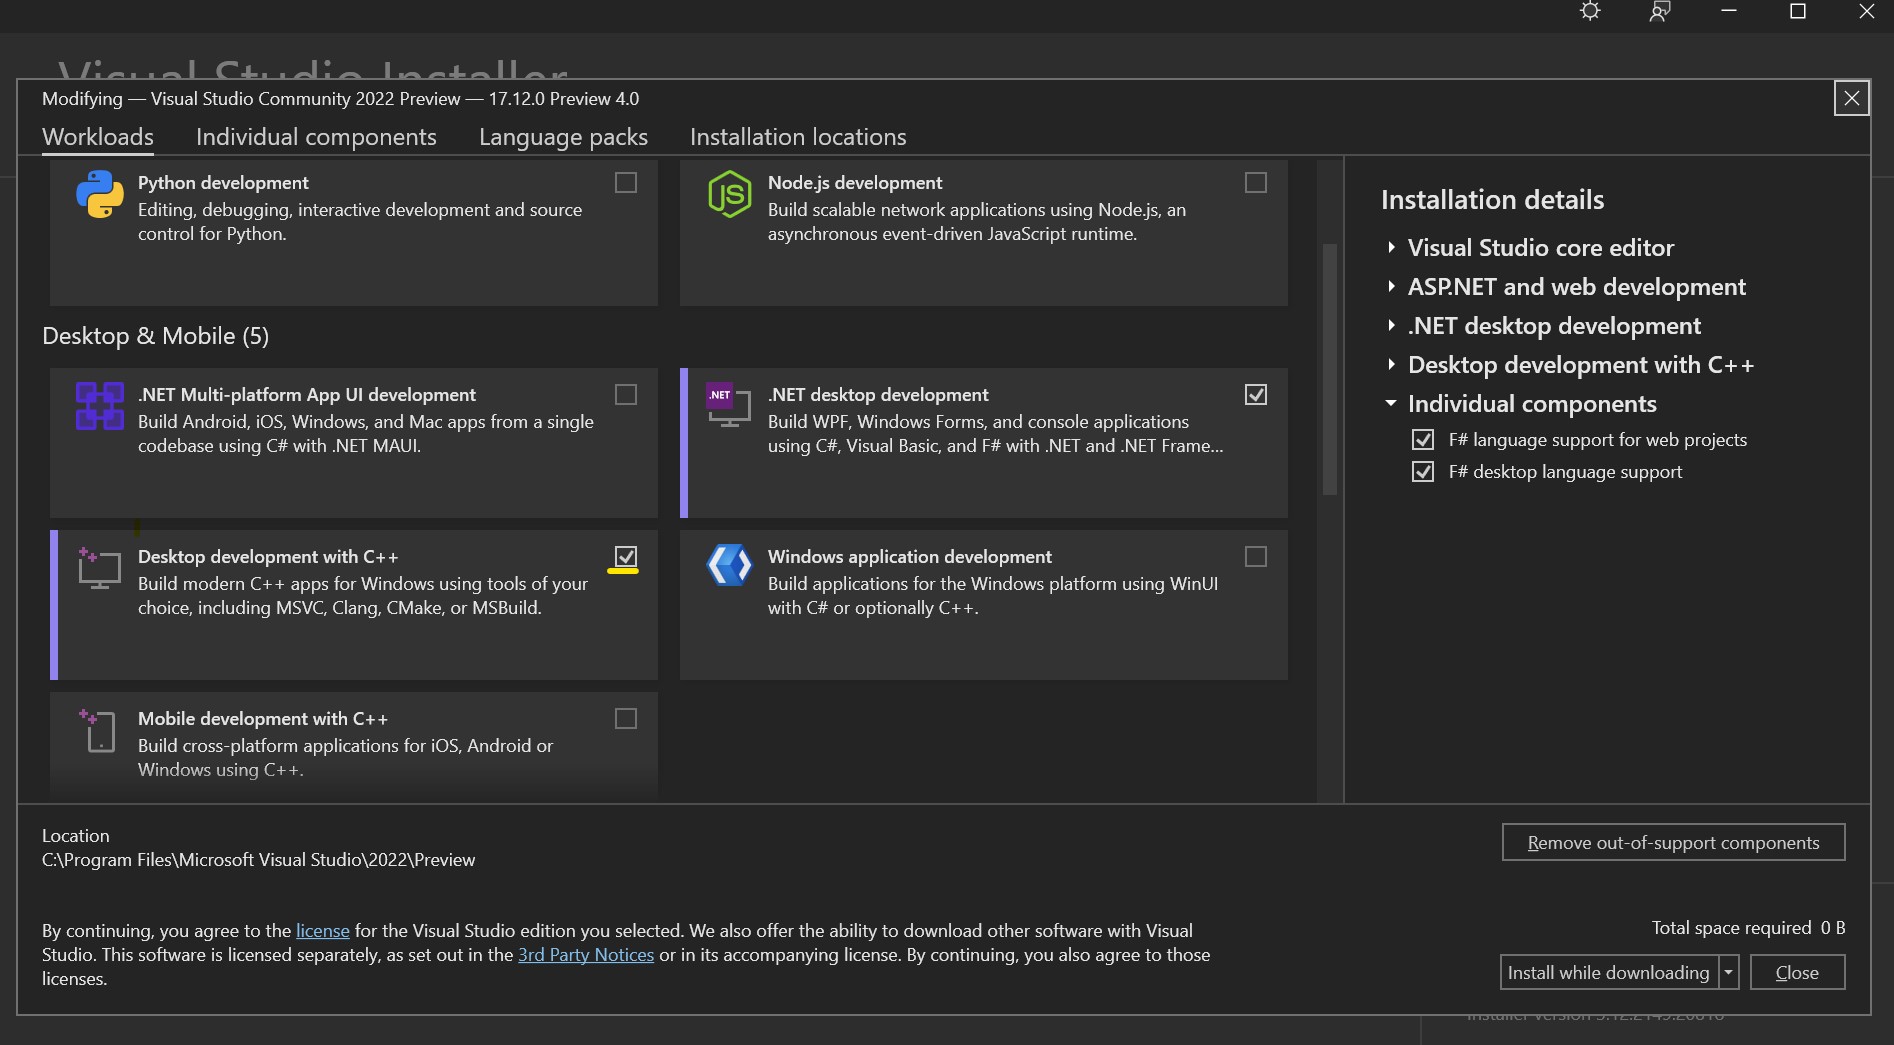 Visual Studio Installer
Modifying — Visual Studio Community 2022 Preview — 17.12.0 Preview 4.0
Workloads
Individual components
Language packs
Installation locations
Python development
Editing, debugging, interactive development and source
control for Python.
JS
Node.js development
Build scalable network applications using Node.js, an
asynchronous event-driven JavaScript runtime.
Desktop & Mobile (5)
.NET Multi-platform App UI development
Build Android, iOS, Windows, and Mac apps from a single
codebase using C# with .NET MAUI.
.NET
.NET desktop development
Build WPF, Windows Forms, and console applications
using C#, Visual Basic, and F# with .NET and .NET Frame...
Desktop development with C++
Build modern C++ apps for Windows using tools of your
choice, including MSVC, Clang, CMake, or MSBuild.
Windows application development
Build applications for the Windows platform using WinUI
with C# or optionally C++.
Mobile development with C++
Build cross-platform applications for iOS, Android or
Windows using C++.
Installation details
Visual Studio core editor
ASP.NET and web development
.NET desktop development
Desktop development with C++
Individual components
F# language support for web projects
F# desktop language support
Location
C:\Program Files\Microsoft Visual Studio\2022\Preview
Remove out-of-support components
By continuing, you agree to the license for the Visual Studio edition you selected. We also offer the ability to download other software with Visual
Studio. This software is licensed separately, as set out in the 3rd Party Notices or in its accompanying license. By continuing, you also agree to those
licenses.
Total space required 0 B
Install while downloading
Close